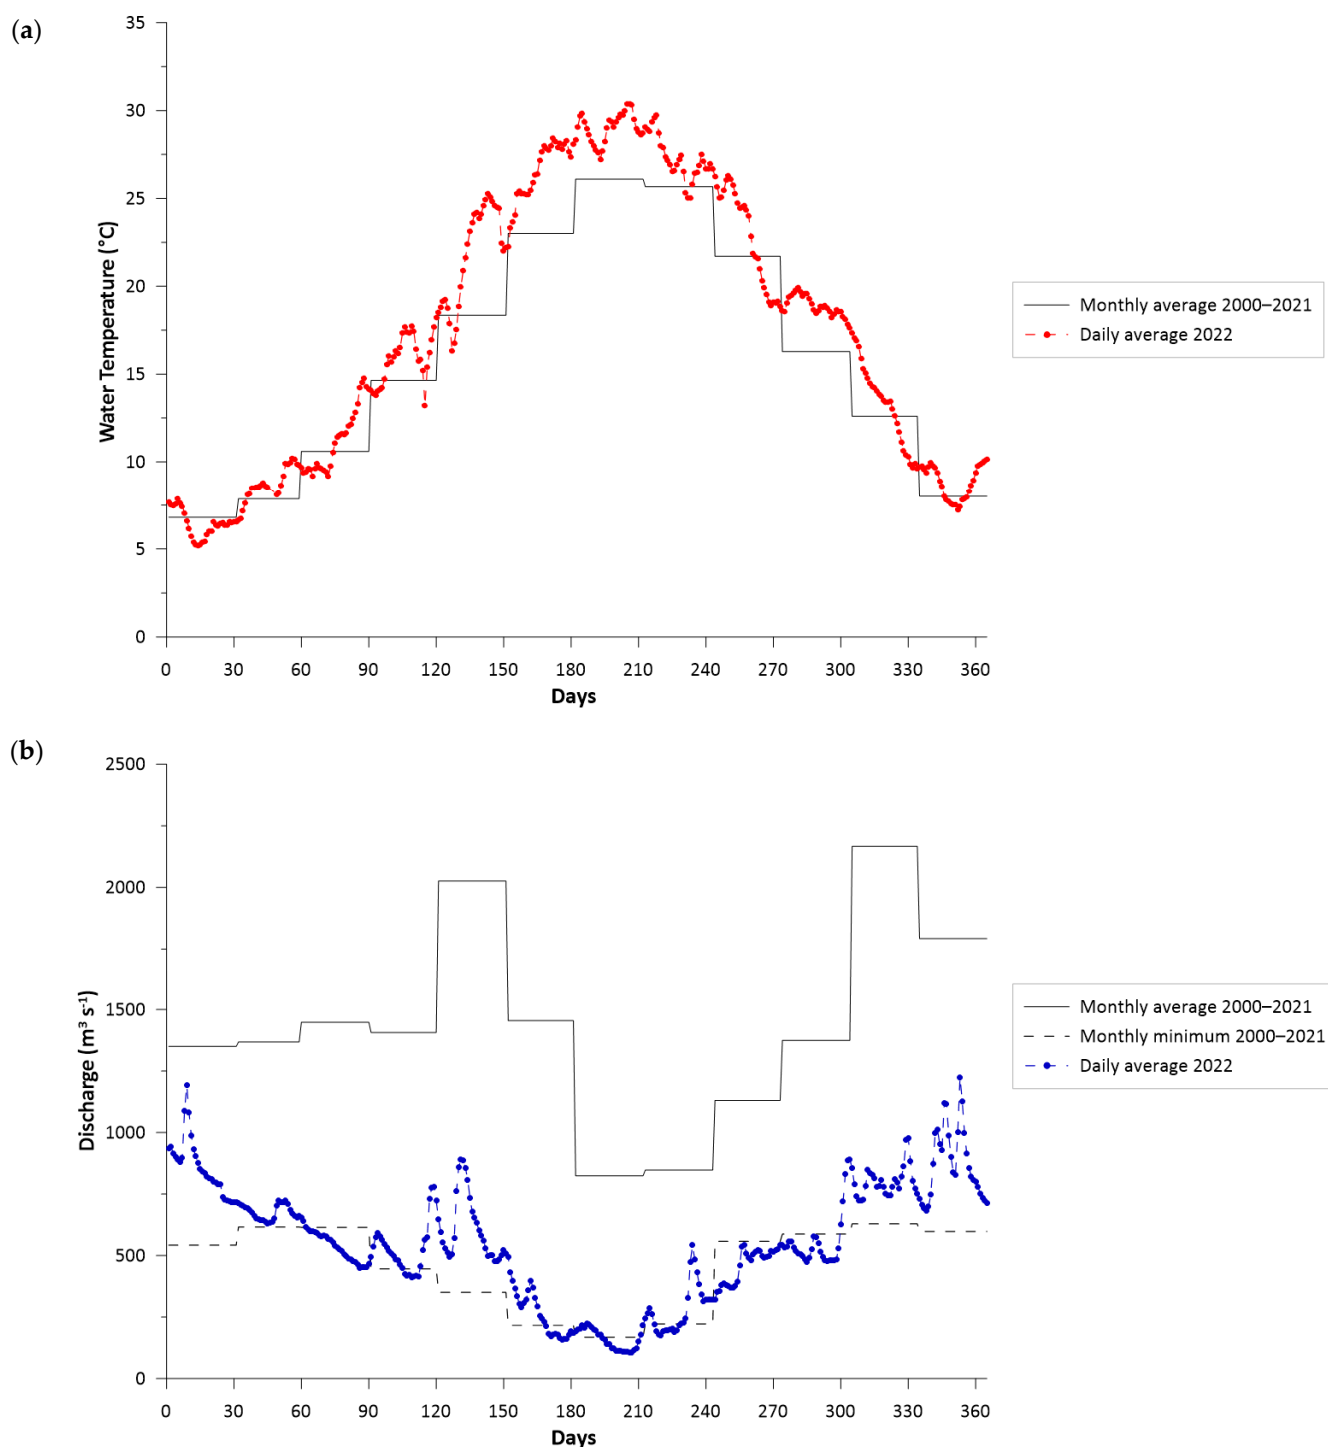 (a)
35
30
25
20
15
10
5
0
Water Temperature (°C)
0 30 60 90 120 150 180 210 240 270 300 330 360
Days
Monthly average 2000–2021
Daily average 2022
(b)
2500
2000
1500
1000
500
0
Discharge (m³ s⁻¹)
0 30 60 90 120 150 180 210 240 270 300 330 360
Days
Monthly average 2000–2021
Monthly minimum 2000–2021
Daily average 2022